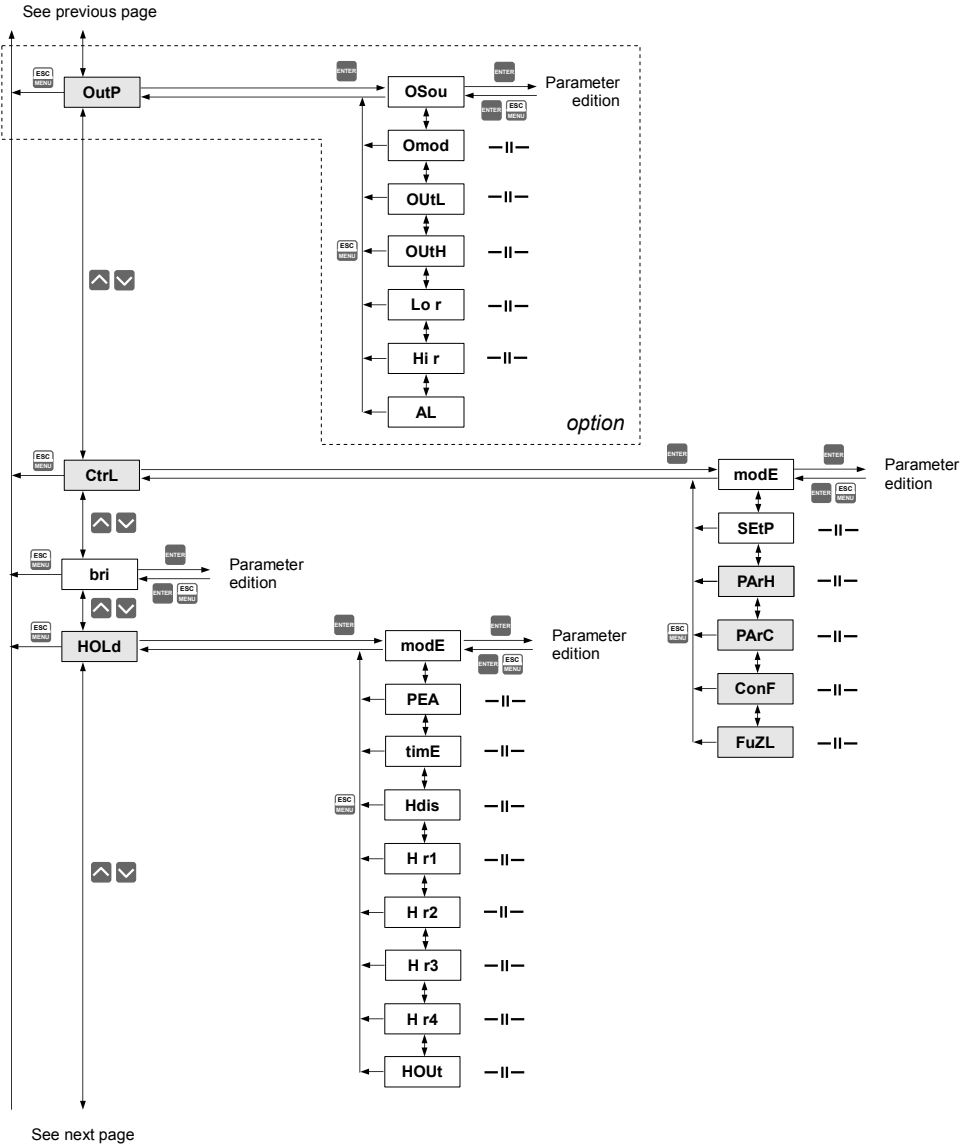 See previous page
ESC
MENU
OutP
ENTER
OSou
ENTER
ENTER
ESC
MENU
Parameter
edition
Omod
—II—
OUtL
—II—
ESC
MENU
OUtH
—II—
Lo r
—II—
Hi r
—II—
AL
option
ESC
MENU
CtrL
ENTER
modE
ENTER
ENTER
ESC
MENU
Parameter
edition
SEtP
—II—
PArH
—II—
ESC
MENU
PArC
—II—
ConF
—II—
FuZL
—II—
ESC
MENU
bri
ENTER
ENTER
ESC
MENU
Parameter
edition
ESC
MENU
HOLd
ENTER
modE
ENTER
ENTER
ESC
MENU
Parameter
edition
PEA
—II—
timE
—II—
ESC
MENU
Hdis
—II—
H r1
—II—
H r2
—II—
H r3
—II—
H r4
—II—
HOUt
—II—
See next page